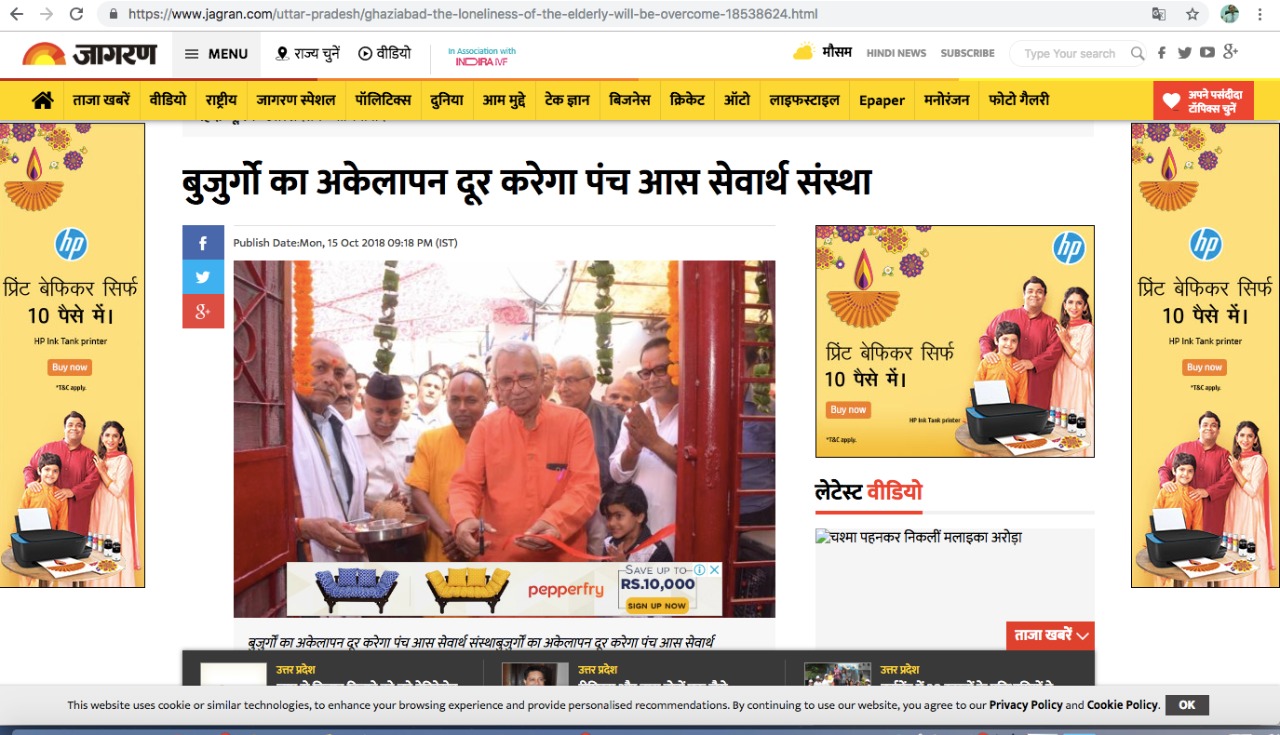 https://www.jagran.com/uttar-pradesh/ghaziabad-the-loneliness-of-the-elderly-will-be-overcome-18538624.html
जागरण
MENU
राज्य चुनें
वीडियो
In Association with
INDIRA IVF
मौसम
HINDI NEWS
SUBSCRIBE
Type Your search
ताजा खबरें
वीडियो
राष्ट्रीय
जागरण स्पेशल
पॉलिटिक्स
दुनिया
आम मुद्दे
टेक ज्ञान
बिजनेस
क्रिकेट
ऑटो
लाइफस्टाइल
Epaper
मनोरंजन
फोटो गैलरी
अपने पसंदीदा
टॉपिक्स चुनें
बुजुर्गो का अकेलापन दूर करेगा पंच आस सेवार्थ संस्था
Publish Date:Mon, 15 Oct 2018 09:18 PM (IST)
hp
प्रिंट बेफिकर सिर्फ
10 पैसे में।
HP Ink Tank printer
Buy now
*T&C apply.
hp
प्रिंट बेफिकर सिर्फ
10 पैसे में।
Buy now
HP Ink Tank printer
*T&C apply.
hp
प्रिंट बेफिकर सिर्फ
10 पैसे में।
HP Ink Tank printer
Buy now
*T&C apply.
pepperfry
SAVE UP TO
RS.10,000
SIGN UP NOW
लेटेस्ट वीडियो
चश्मा पहनकर निकलीं मलाइका अरोड़ा
ताजा खबरें
बुजुर्गो का अकेलापन दूर करेगा पंच आस सेवार्थ संस्थाबुजुर्गो का अकेलापन दूर करेगा पंच आस सेवार्थ
उत्तर प्रदेश
उत्तर प्रदेश
उत्तर प्रदेश
This website uses cookie or similar technologies, to enhance your browsing experience and provide personalised recommendations. By continuing to use our website, you agree to our Privacy Policy and Cookie Policy.
OK